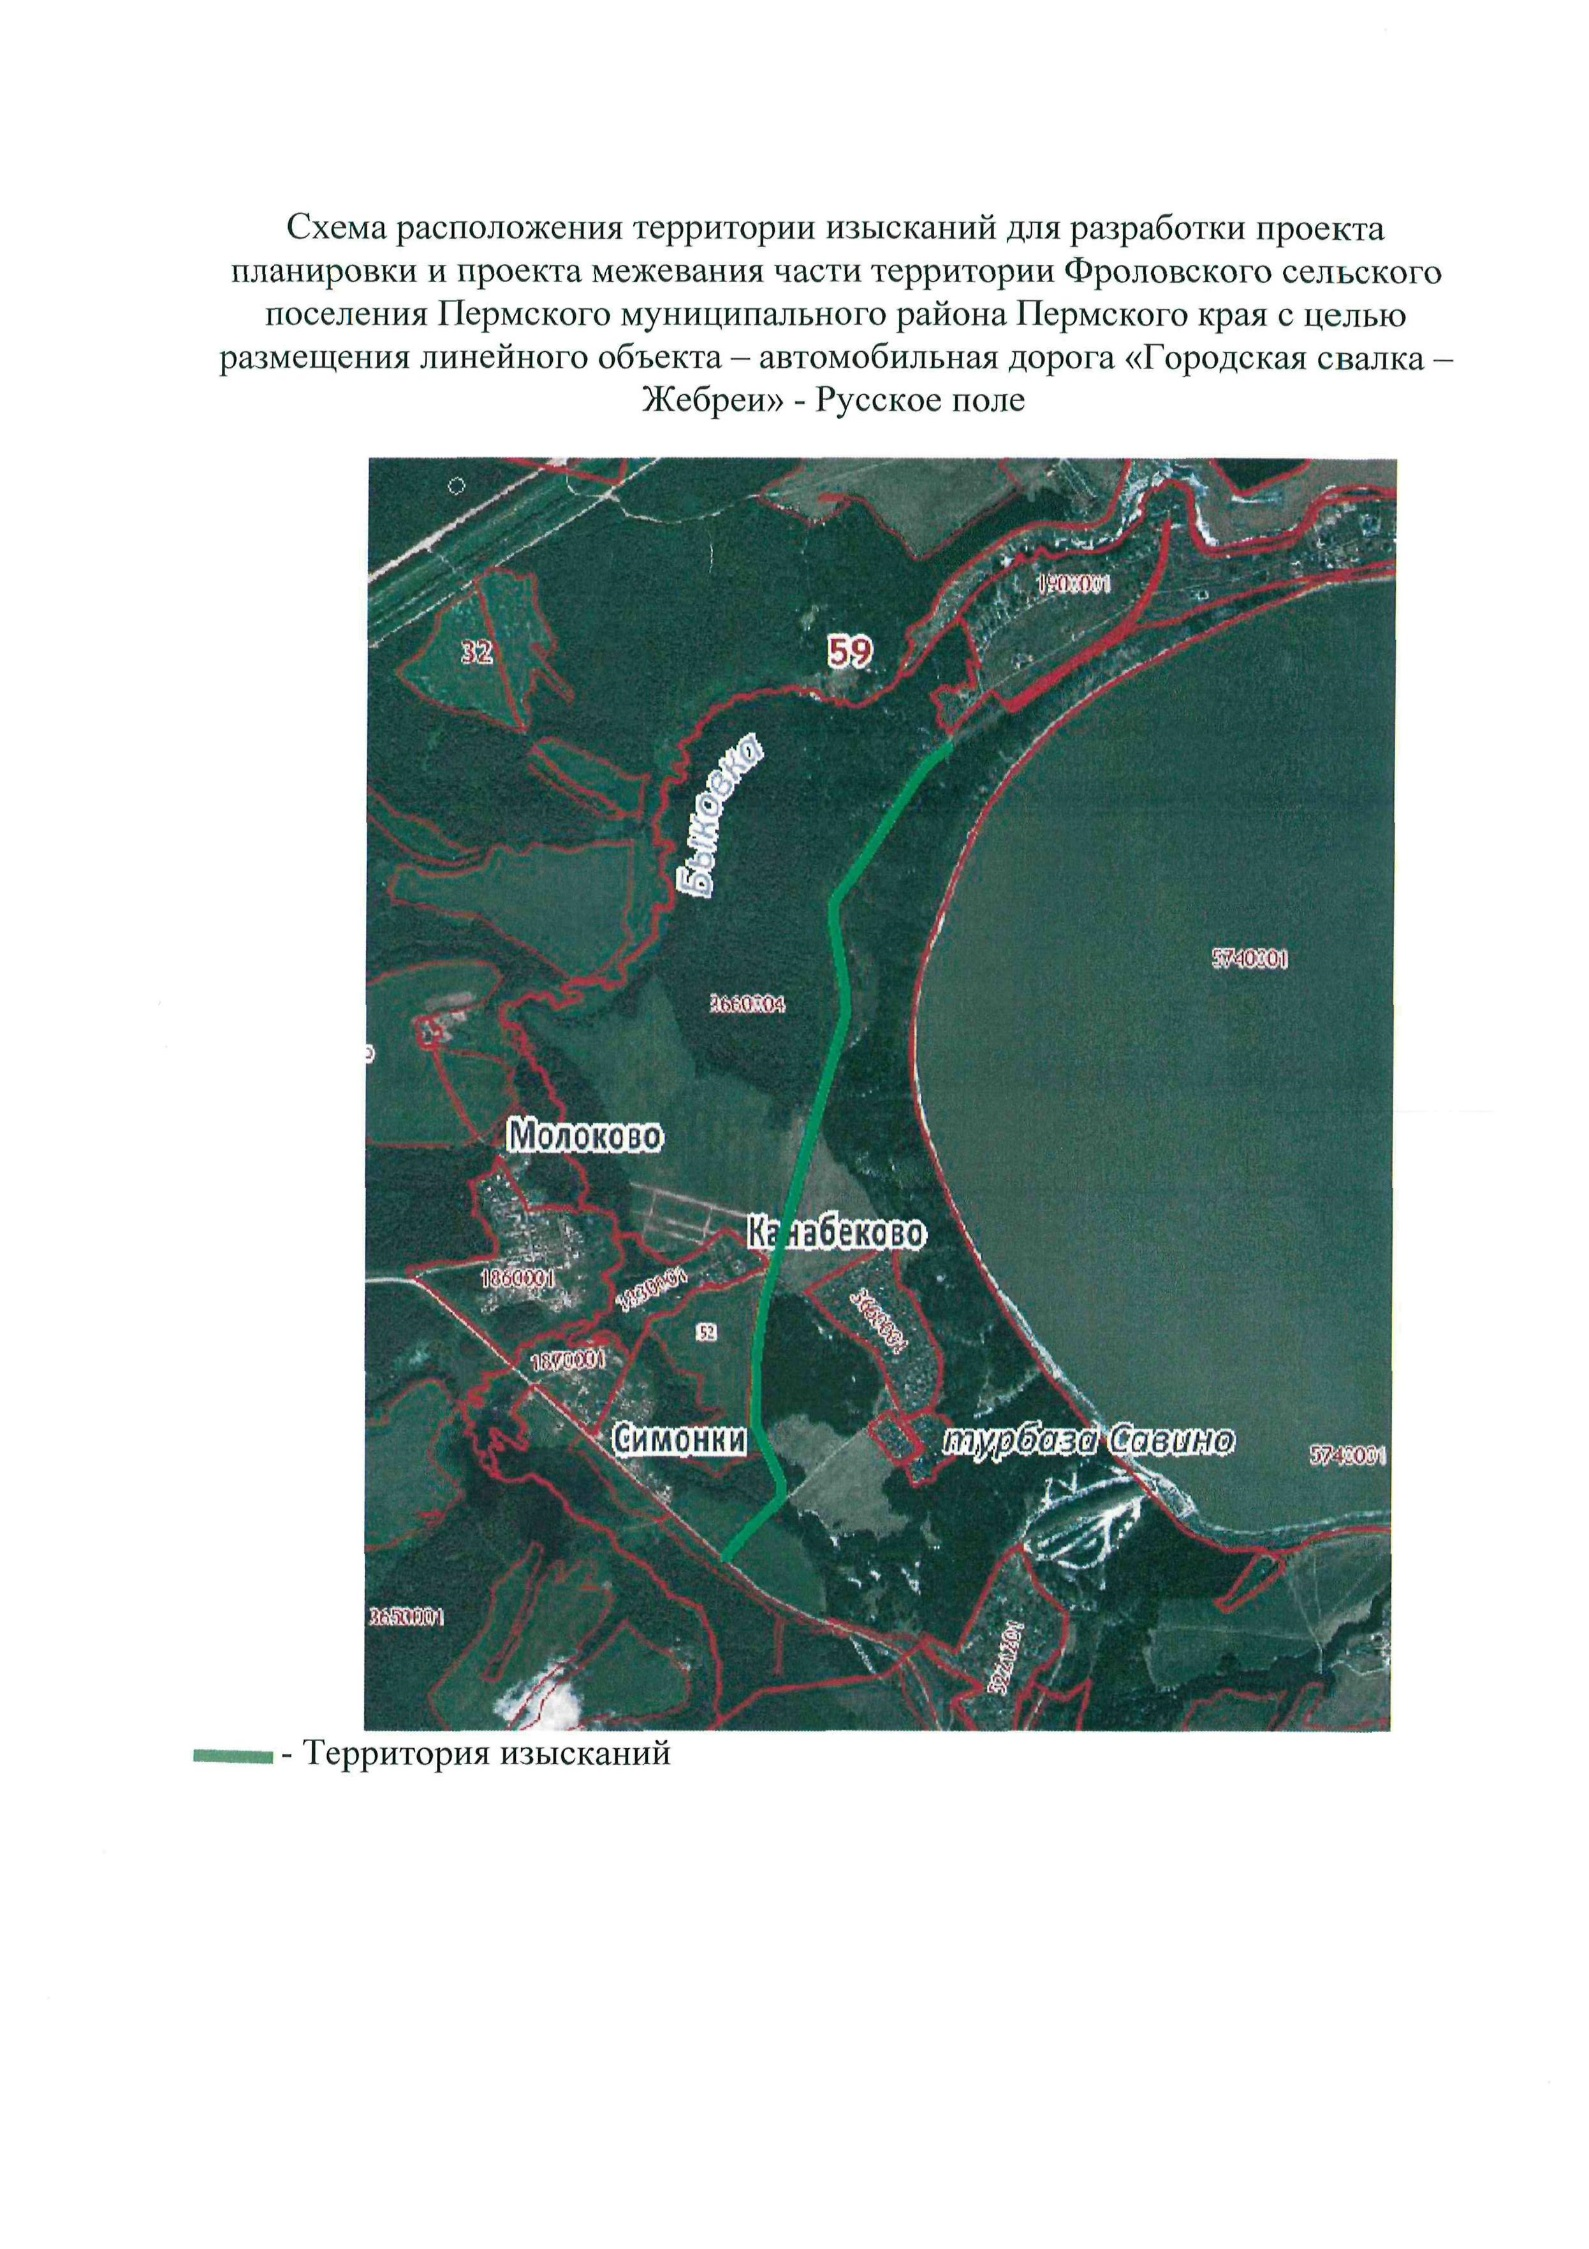 Схема расположения территории изысканий для разработки проекта
планировки и проекта межевания части территории Фроловского сельского
поселения Пермского муниципального района Пермского края с целью
размещения линейного объекта – автомобильная дорога «Городская свалка –
Жебреи» - Русское поле
32
59
Быковка
Молоково
Канабеково
1860001
52
1870001
Симонки
турбаза Савино
3650001
- Территория изысканий